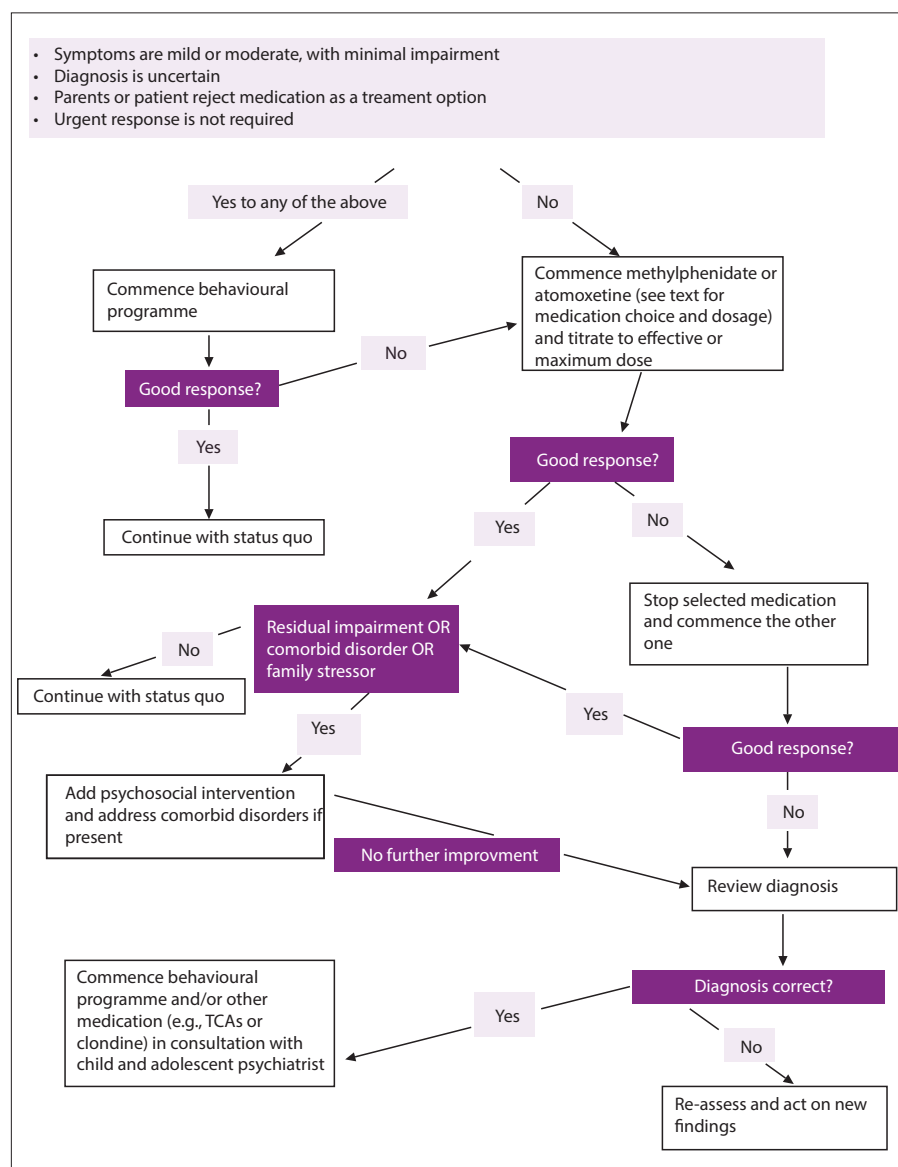 • Symptoms are mild or moderate, with minimal impairment
• Diagnosis is uncertain
• Parents or patient reject medication as a treament option
• Urgent response is not required
Yes to any of the above
No
Commence behavioural
programme
Commence methylphenidate or
atomoxetine (see text for
medication choice and dosage)
and titrate to effective or
maximum dose
No
Good response?
Yes
Good response?
Continue with status quo
Yes
No
Stop selected medication
and commence the other
one
Residual impairment OR
comorbid disorder OR
family stressor
No
Continue with status quo
Yes
Yes
Good response?
Add psychosocial intervention
and address comorbid disorders if
present
No
No further improvment
Review diagnosis
Commence behavioural
programme and/or other
medication (e.g., TCAs or
clondine) in consultation with
child and adolescent psychiatrist
Yes
Diagnosis correct?
No
Re-assess and act on new
findings